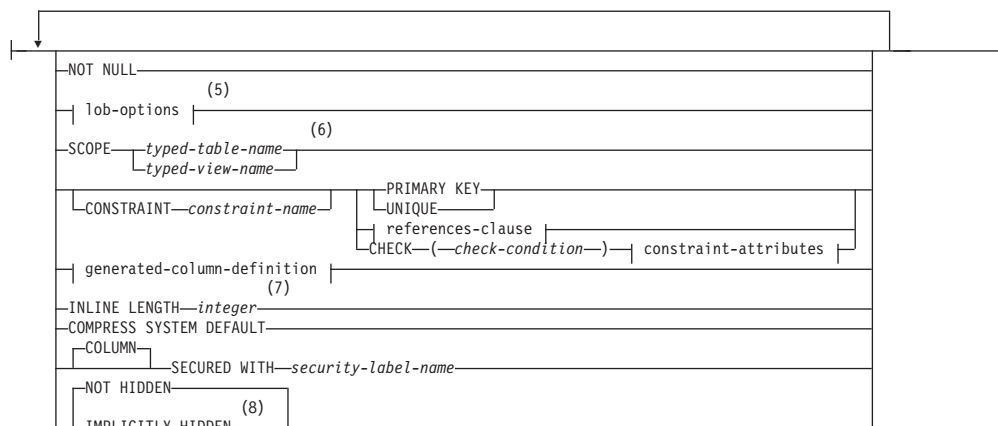 NOT NULL
(5)
lob-options
(6)
SCOPE typed-table-name
typed-view-name
PRIMARY KEY
CONSTRAINT constraint-name UNIQUE
references-clause
CHECK ( check-condition ) constraint-attributes
generated-column-definition
(7)
INLINE LENGTH integer
COMPRESS SYSTEM DEFAULT
COLUMN
SECURED WITH security-label-name
NOT HIDDEN
(8)
IMPLICITLY HIDDEN